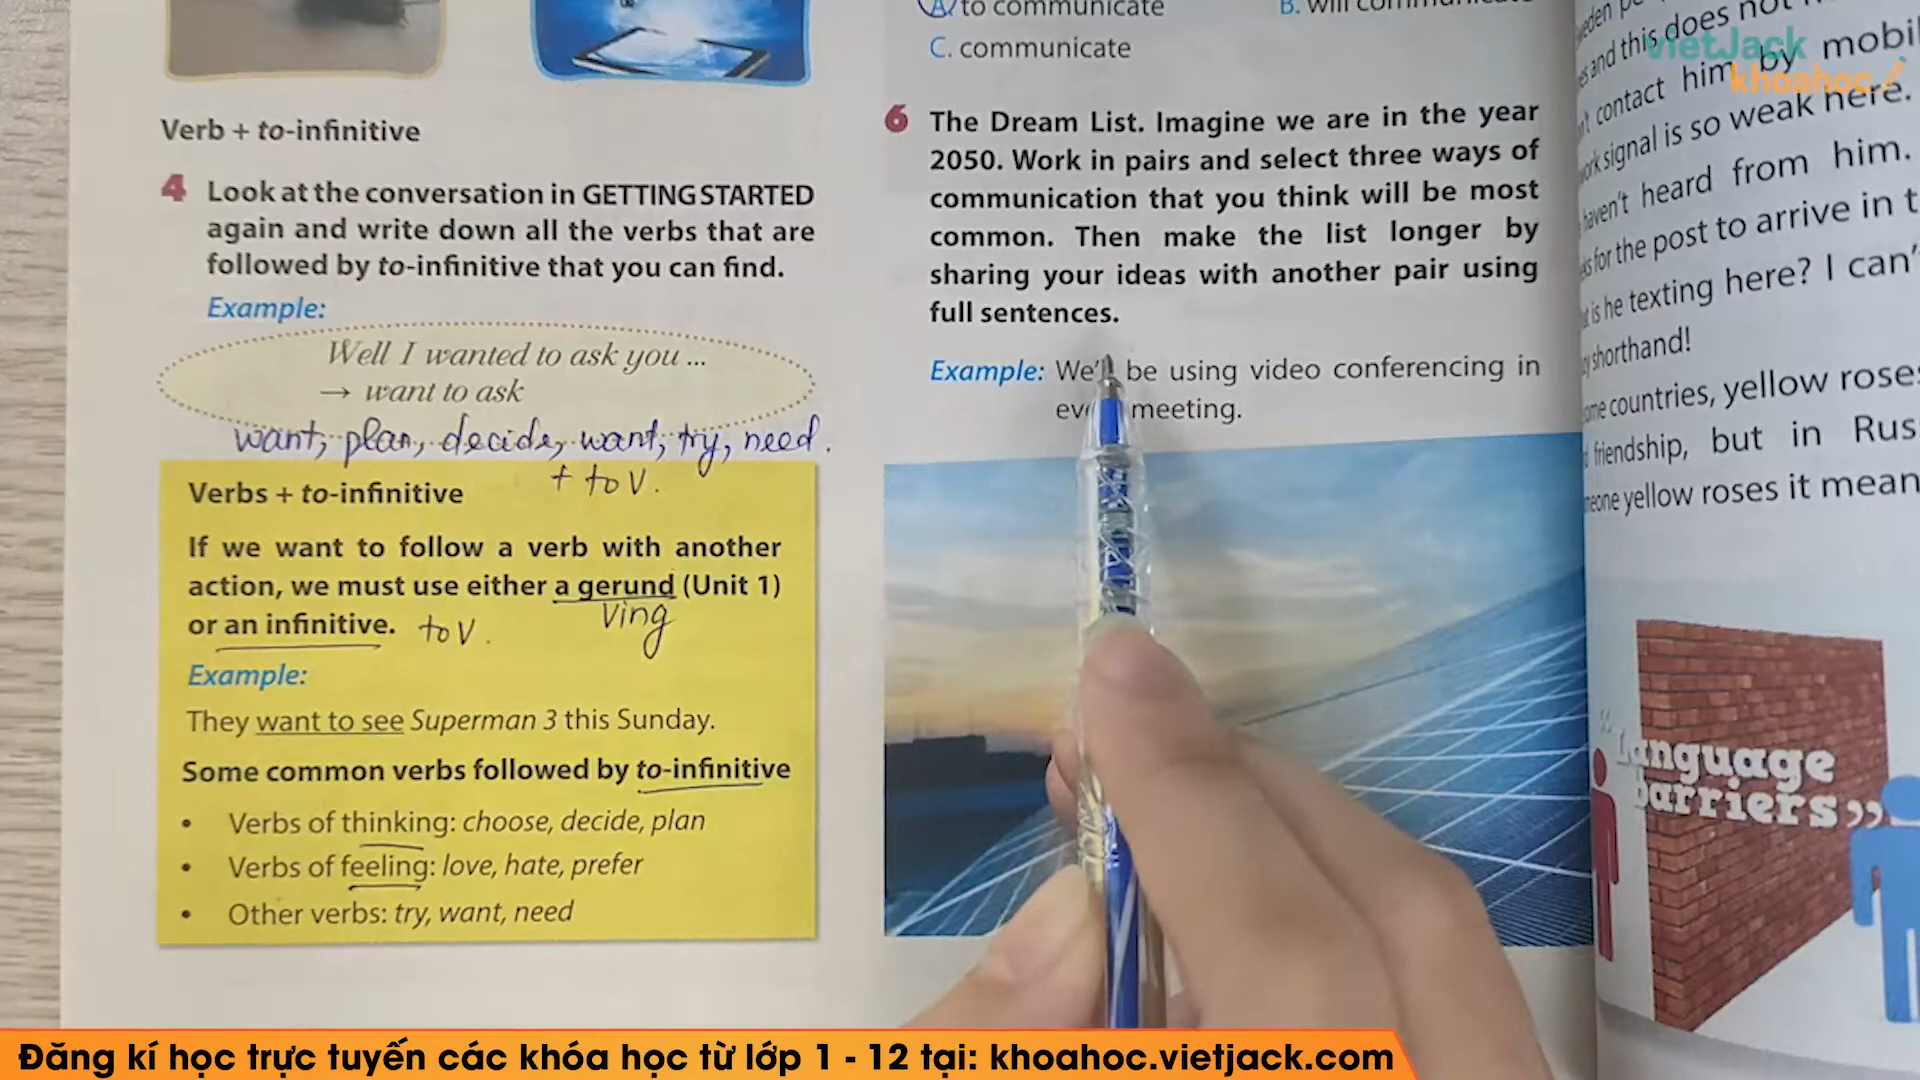 A. to communicate
B. will communicate
C. communicate
Verb + to-infinitive
4 Look at the conversation in GETTING STARTED
again and write down all the verbs that are
followed by to-infinitive that you can find.
Example:
Well I wanted to ask you ...
→ want to ask
want, plan, decide, want, try, need.
+ to V.
Verbs + to-infinitive
If we want to follow a verb with another
action, we must use either a gerund (Unit 1)
Ving
or an infinitive. to V.
Example:
They want to see Superman 3 this Sunday.
Some common verbs followed by to-infinitive
• Verbs of thinking: choose, decide, plan
• Verbs of feeling: love, hate, prefer
• Other verbs: try, want, need
6 The Dream List. Imagine we are in the year
2050. Work in pairs and select three ways of
communication that you think will be most
common. Then make the list longer by
sharing your ideas with another pair using
full sentences.
Example: We'll be using video conferencing in
meeting.
and this does not
contact him by mobil
signal is so weak here.
haven't heard from him.
for the post to arrive in t
is he texting here? I can'
shorthand!
countries, yellow rose
friendship, but in Rus
yellow roses it mean
"Language
barriers"
vietJack
khoahoc
Đăng kí học trực tuyến các khóa học từ lớp 1 - 12 tại: khoahoc.vietjack.com